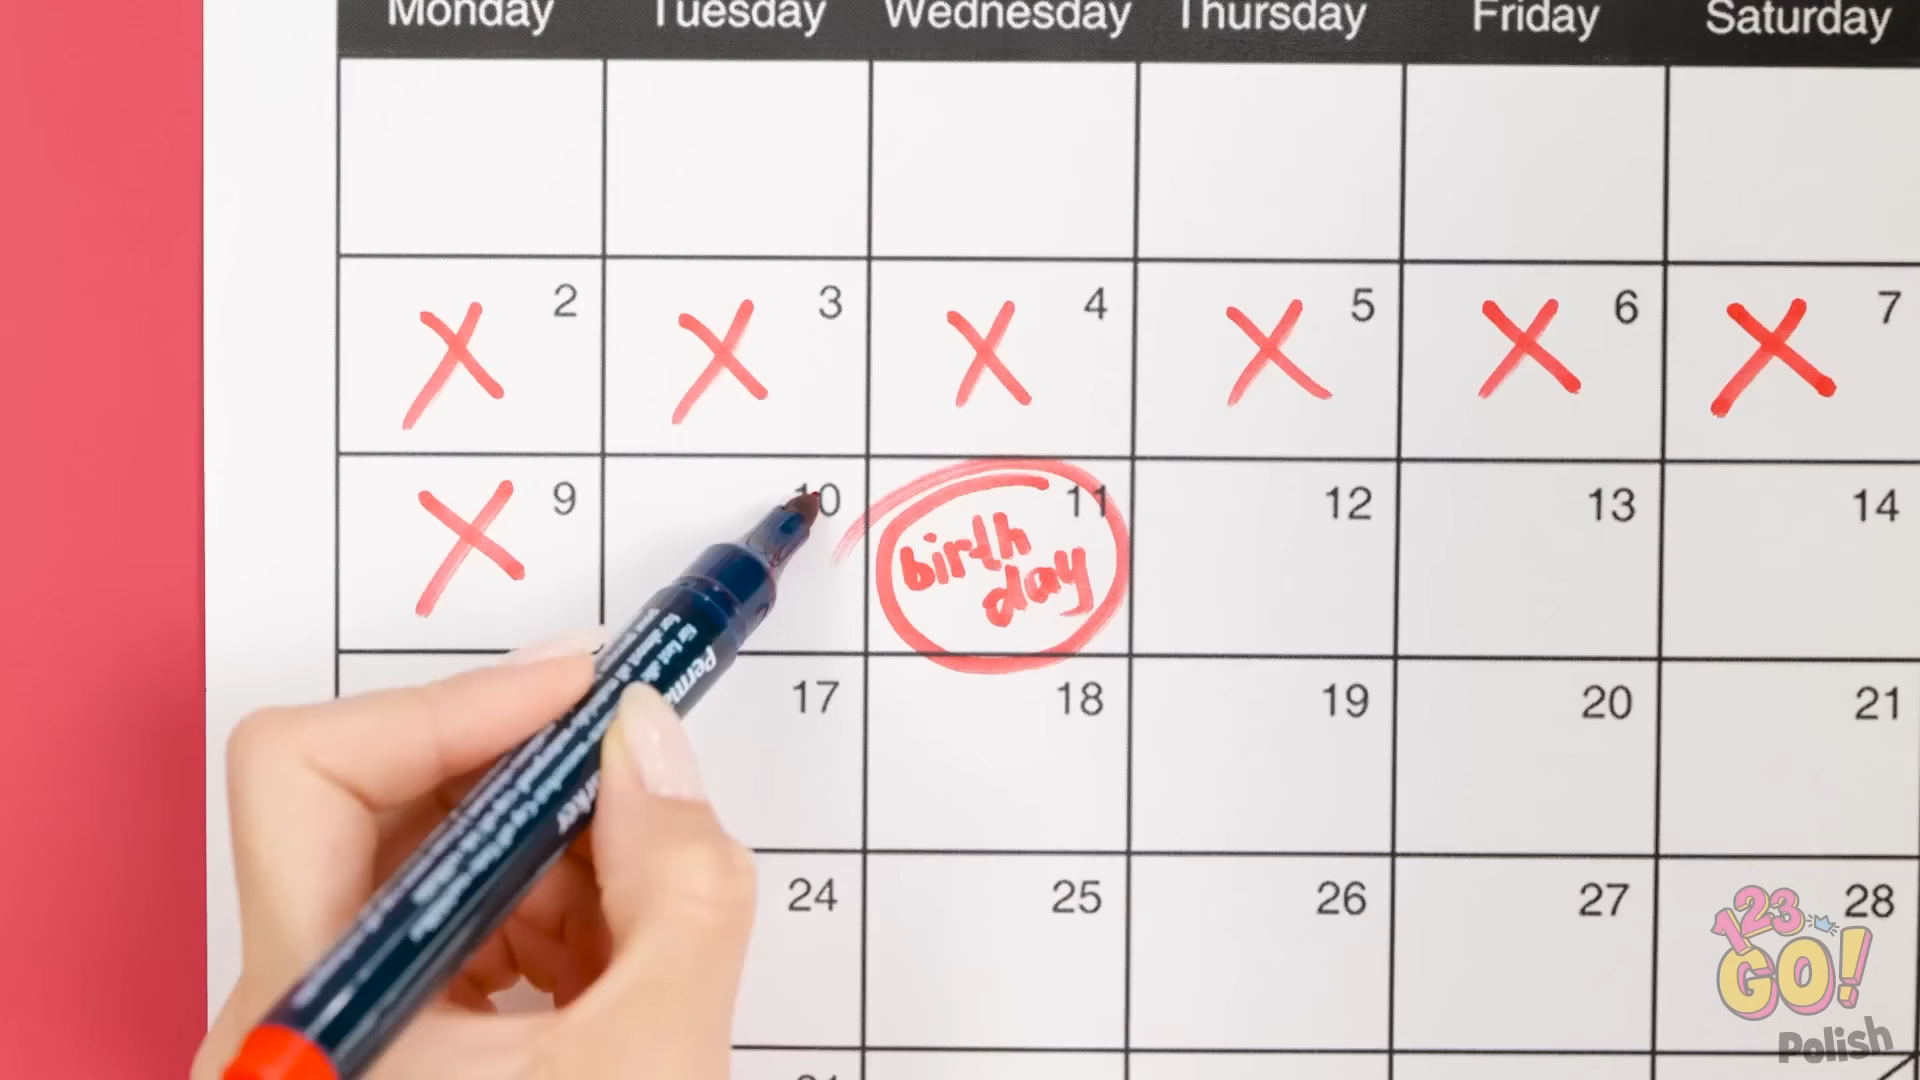 Monday Tuesday Wednesday Thursday Friday Saturday
2 3 4 5 6 7
9 10 11 12 13 14
birth
day
17 18 19 20 21
24 25 26 27 28
123
GO!
Polish